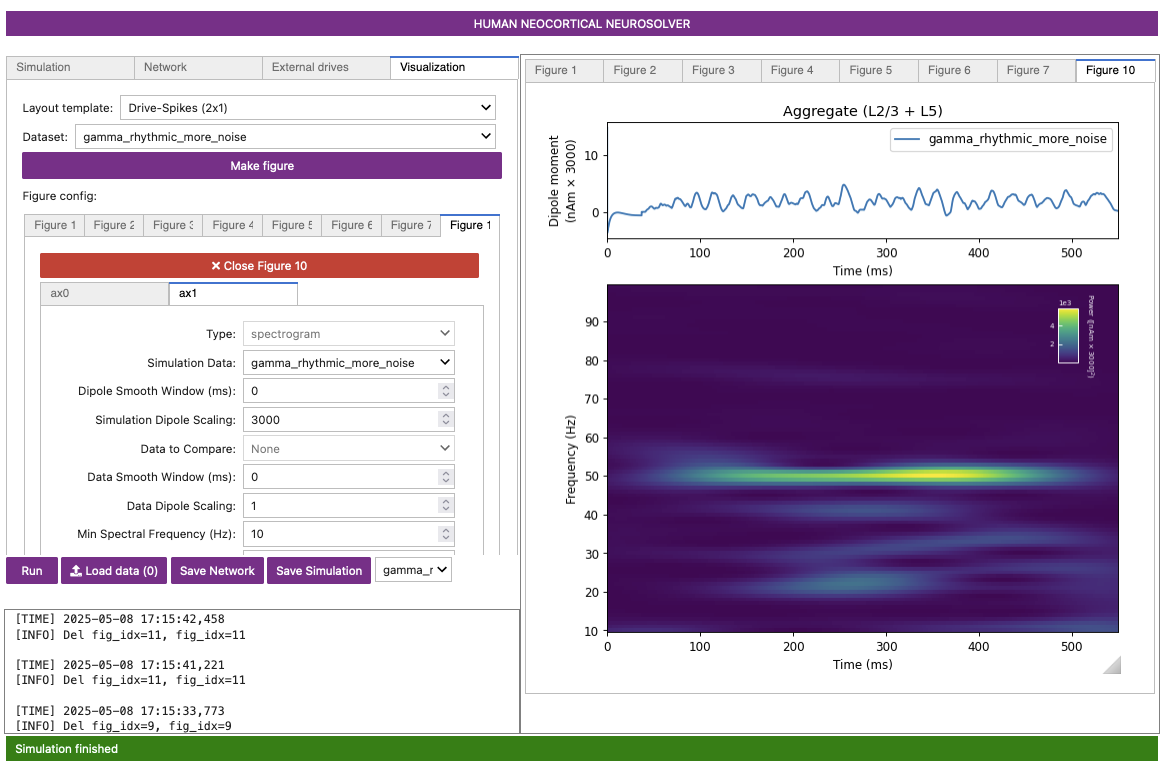 HUMAN NEOCORTICAL NEUROSOLVER
Simulation Network External drives Visualization
Layout template: Drive-Spikes (2x1)
Dataset: gamma_rhythmic_more_noise
Make figure
Figure config:
Figure 1 Figure 2 Figure 3 Figure 4 Figure 5 Figure 6 Figure 7 Figure 1
✕ Close Figure 10
ax0 ax1
Type: spectrogram
Simulation Data: gamma_rhythmic_more_noise
Dipole Smooth Window (ms): 0
Simulation Dipole Scaling: 3000
Data to Compare: None
Data Smooth Window (ms): 0
Data Dipole Scaling: 1
Min Spectral Frequency (Hz): 10
Run Load data (0) Save Network Save Simulation gamma_r
[TIME] 2025-05-08 17:15:42,458
[INFO] Del fig_idx=11, fig_idx=11
[TIME] 2025-05-08 17:15:41,221
[INFO] Del fig_idx=11, fig_idx=11
[TIME] 2025-05-08 17:15:33,773
[INFO] Del fig_idx=9, fig_idx=9
Figure 1 Figure 2 Figure 3 Figure 4 Figure 5 Figure 6 Figure 7 Figure 10
Aggregate (L2/3 + L5)
gamma_rhythmic_more_noise
Dipole moment
(nAm × 3000)
10
0
0 100 200 300 400 500
Time (ms)
Frequency (Hz)
90
80
70
60
50
40
30
20
10
1e3
4
2
Power ([nAm × 3000]²)
0 100 200 300 400 500
Time (ms)
Simulation finished